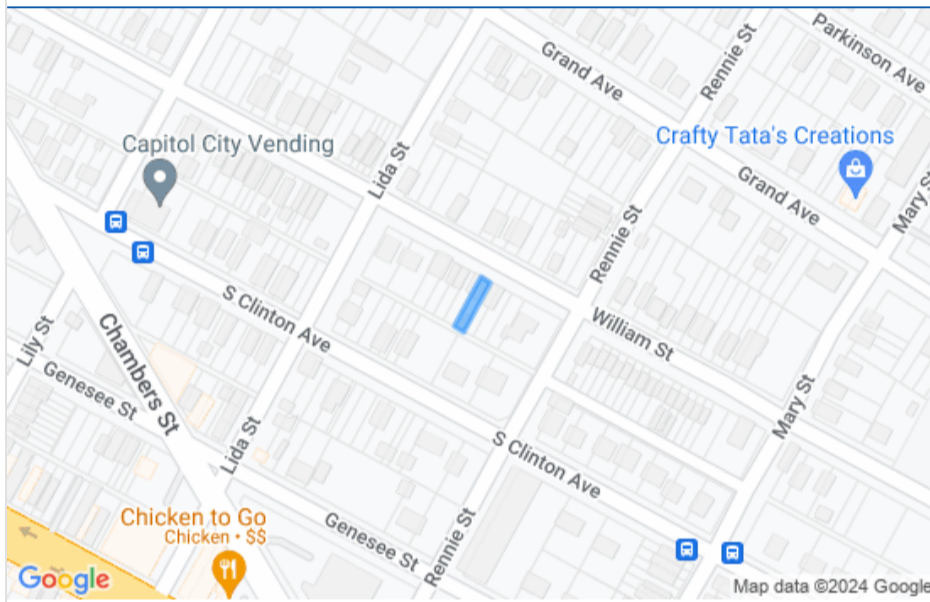 Parkinson Ave
Grand Ave
Rennie St
Crafty Tata's Creations
Capitol City Vending
Lida St
Grand Ave
Mary St
Rennie St
S Clinton Ave
William St
Lily St
Chambers St
Genesee St
Mary St
Lida St
S Clinton Ave
Chicken to Go
Chicken • $$
Genesee St
Rennie St
Google
Map data ©2024 Google